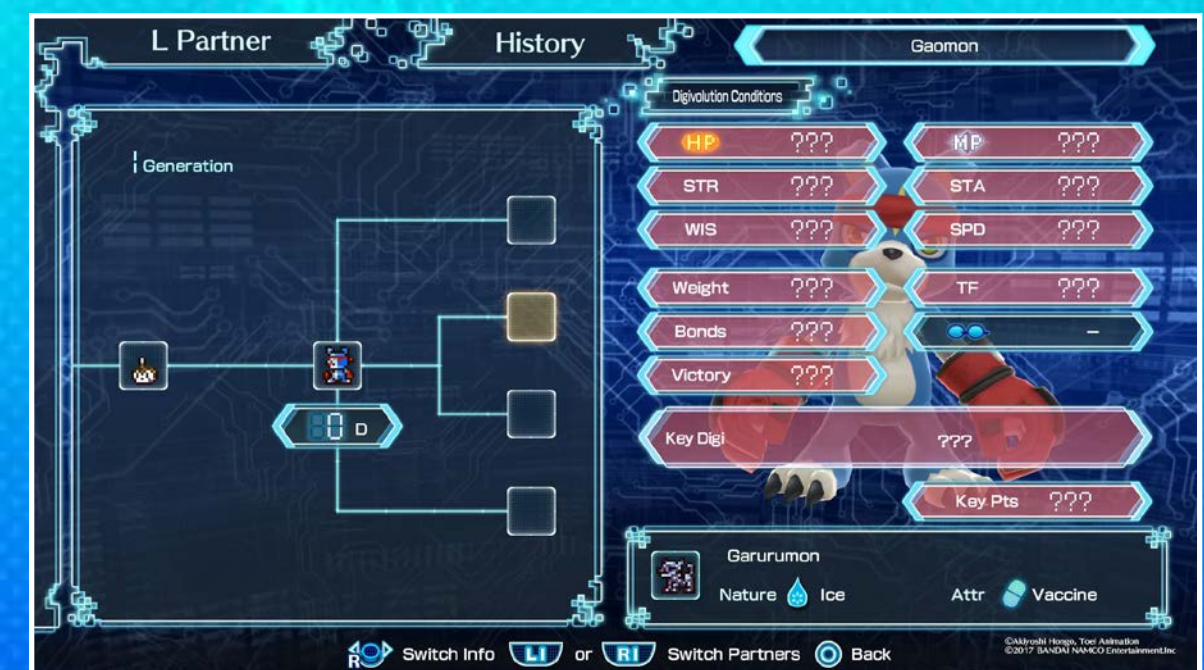 L Partner
History
Gaomon
Digivolution Conditions
Generation
HP ???
MP ???
STR ???
STA ???
WIS ???
SPD ???
Weight ???
TF ???
Bonds ???
–
Victory ???
0 D
Key Digi ???
Key Pts ???
Garurumon
Nature Ice
Attr Vaccine
R Switch Info L1 or R1 Switch Partners Back
©Akiyoshi Hongo, Toei Animation
©2017 BANDAI NAMCO Entertainment Inc